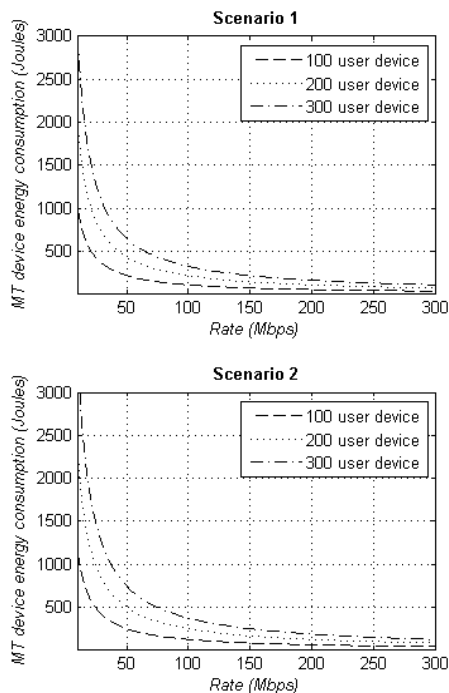 Scenario 1
MT device energy consumption (Joules)
3000
2500
2000
1500
1000
500
100 user device
200 user device
300 user device
50 100 150 200 250 300
Rate (Mbps)
Scenario 2
MT device energy consumption (Joules)
3000
2500
2000
1500
1000
500
100 user device
200 user device
300 user device
50 100 150 200 250 300
Rate (Mbps)